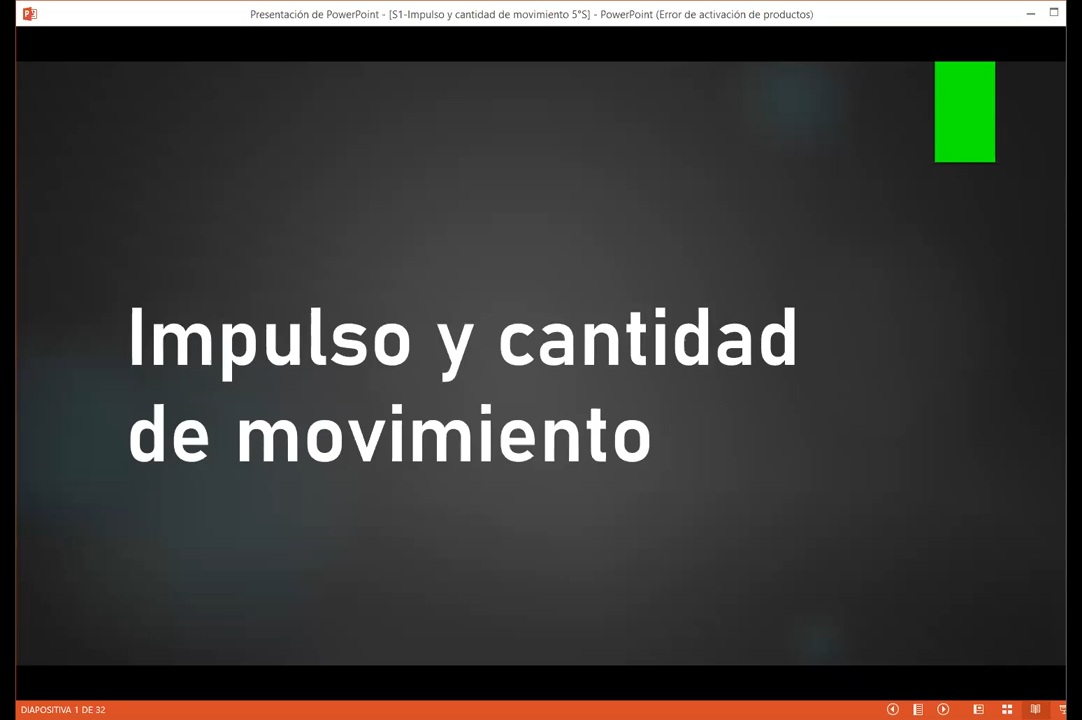 Presentación de PowerPoint - [S1-Impulso y cantidad de movimiento 5°S] - PowerPoint (Error de activación de productos)
Impulso y cantidad
de movimiento
DIAPOSITIVA 1 DE 32